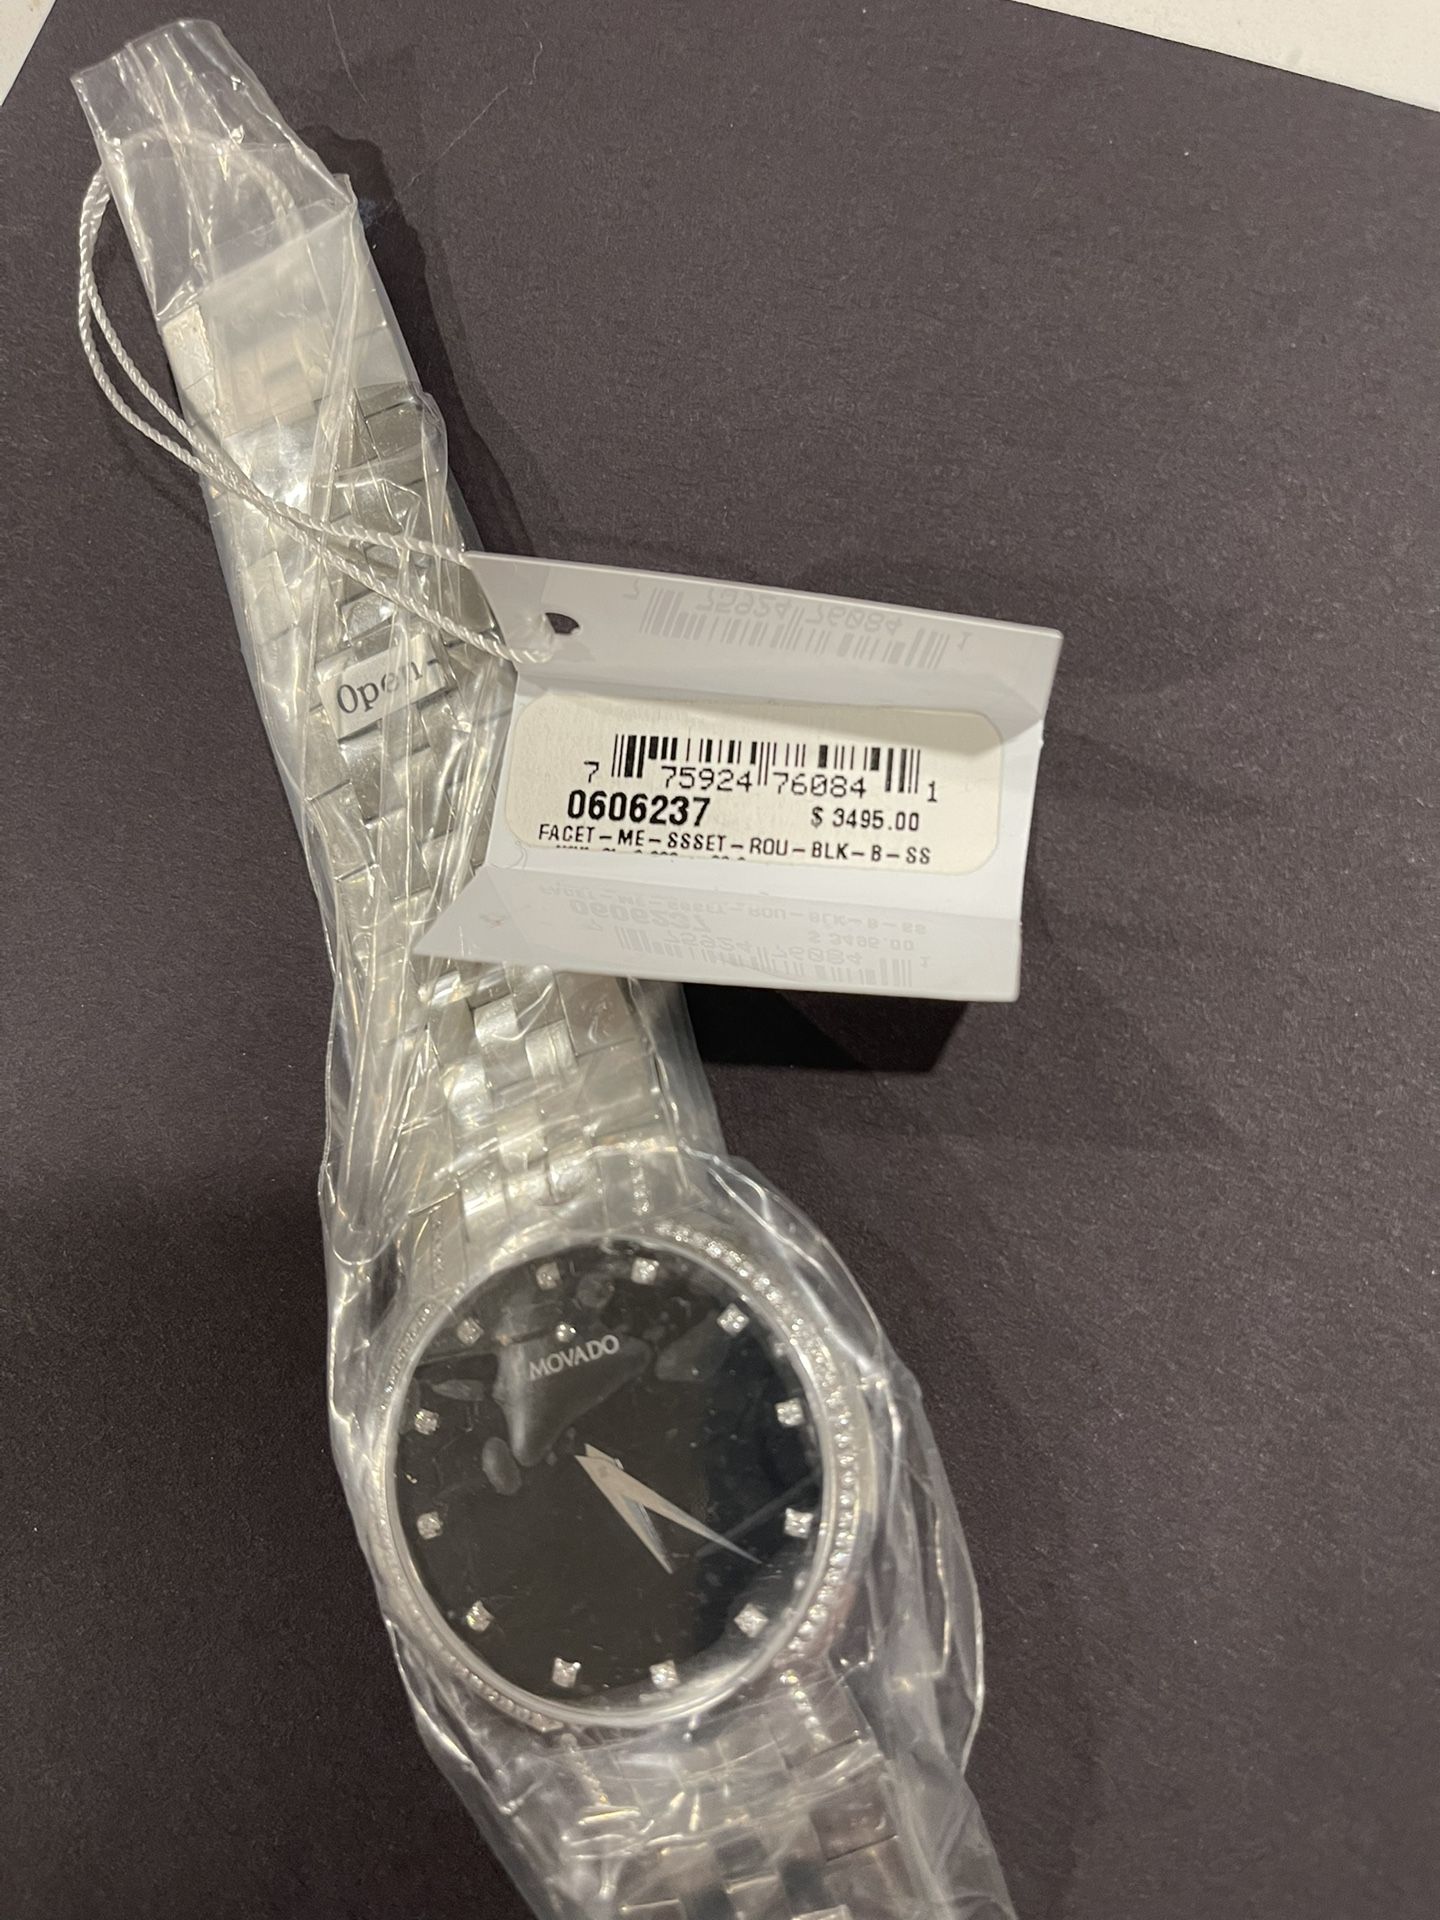 Open
7 75924 76084 1
0606237 $ 3495.00
FACET-ME-SSSET-ROU-BLK-B-SS
MOVADO